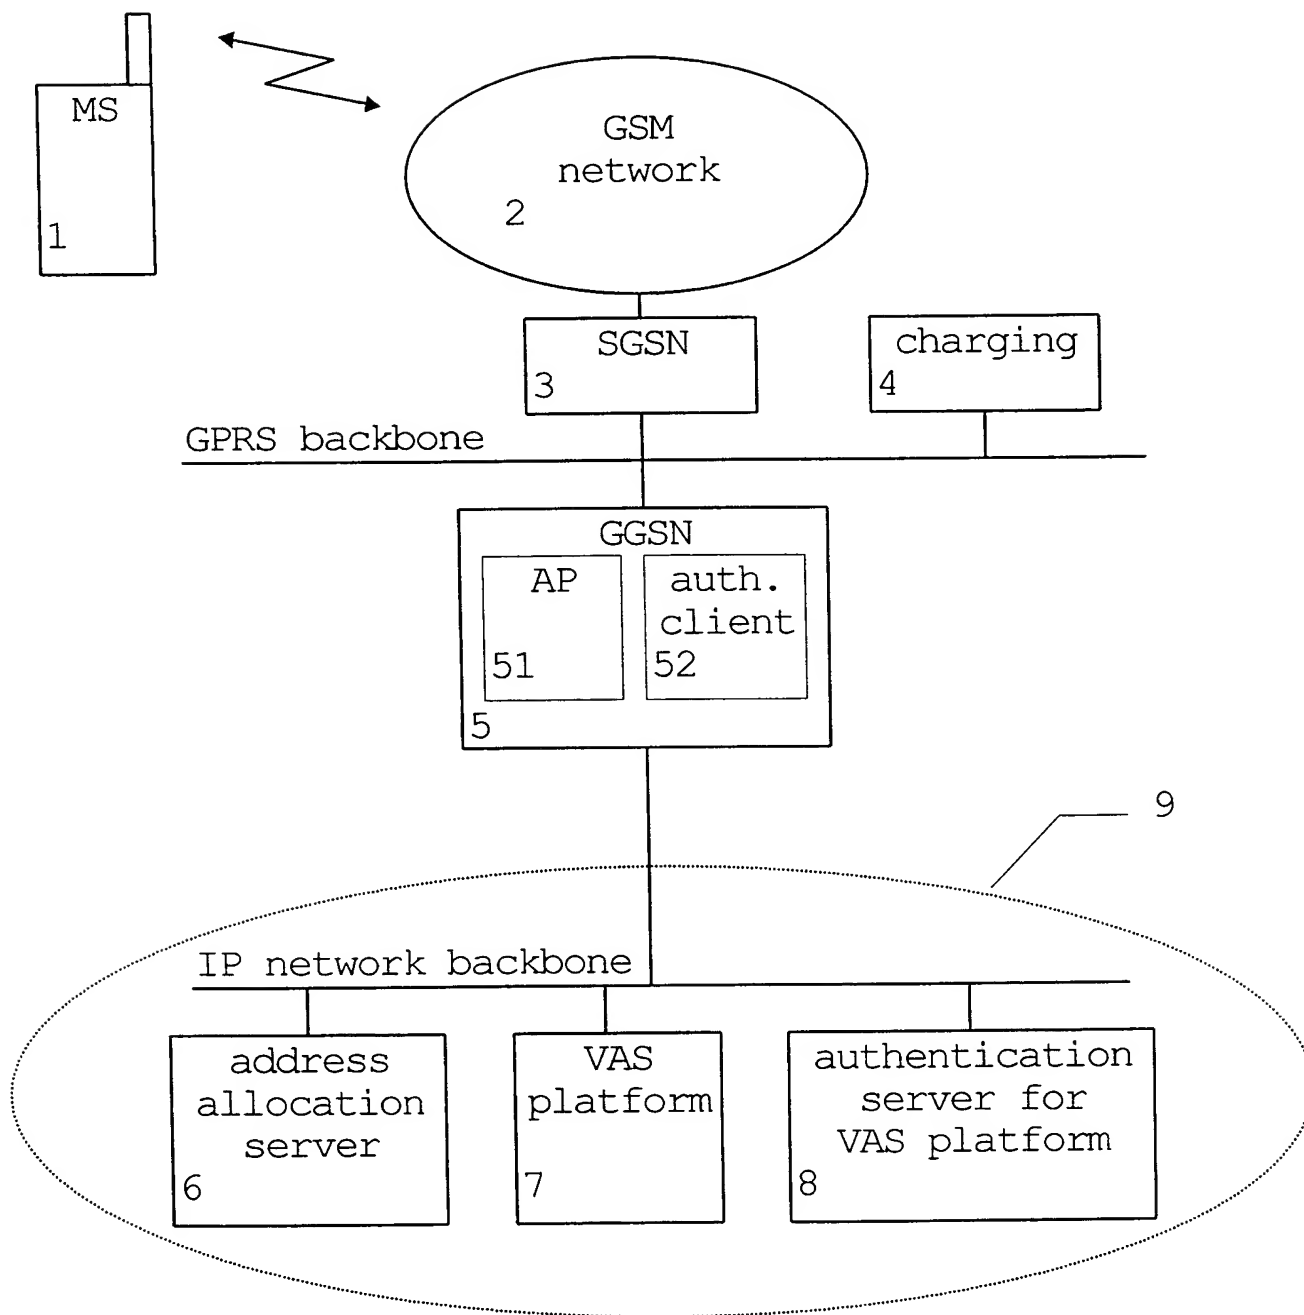 MS
1
GSM
network
2
SGSN
3
charging
4
GPRS backbone
GGSN
AP
51
auth.
client
52
5
9
IP network backbone
address
allocation
server
6
VAS
platform
7
authentication
server for
VAS platform
8